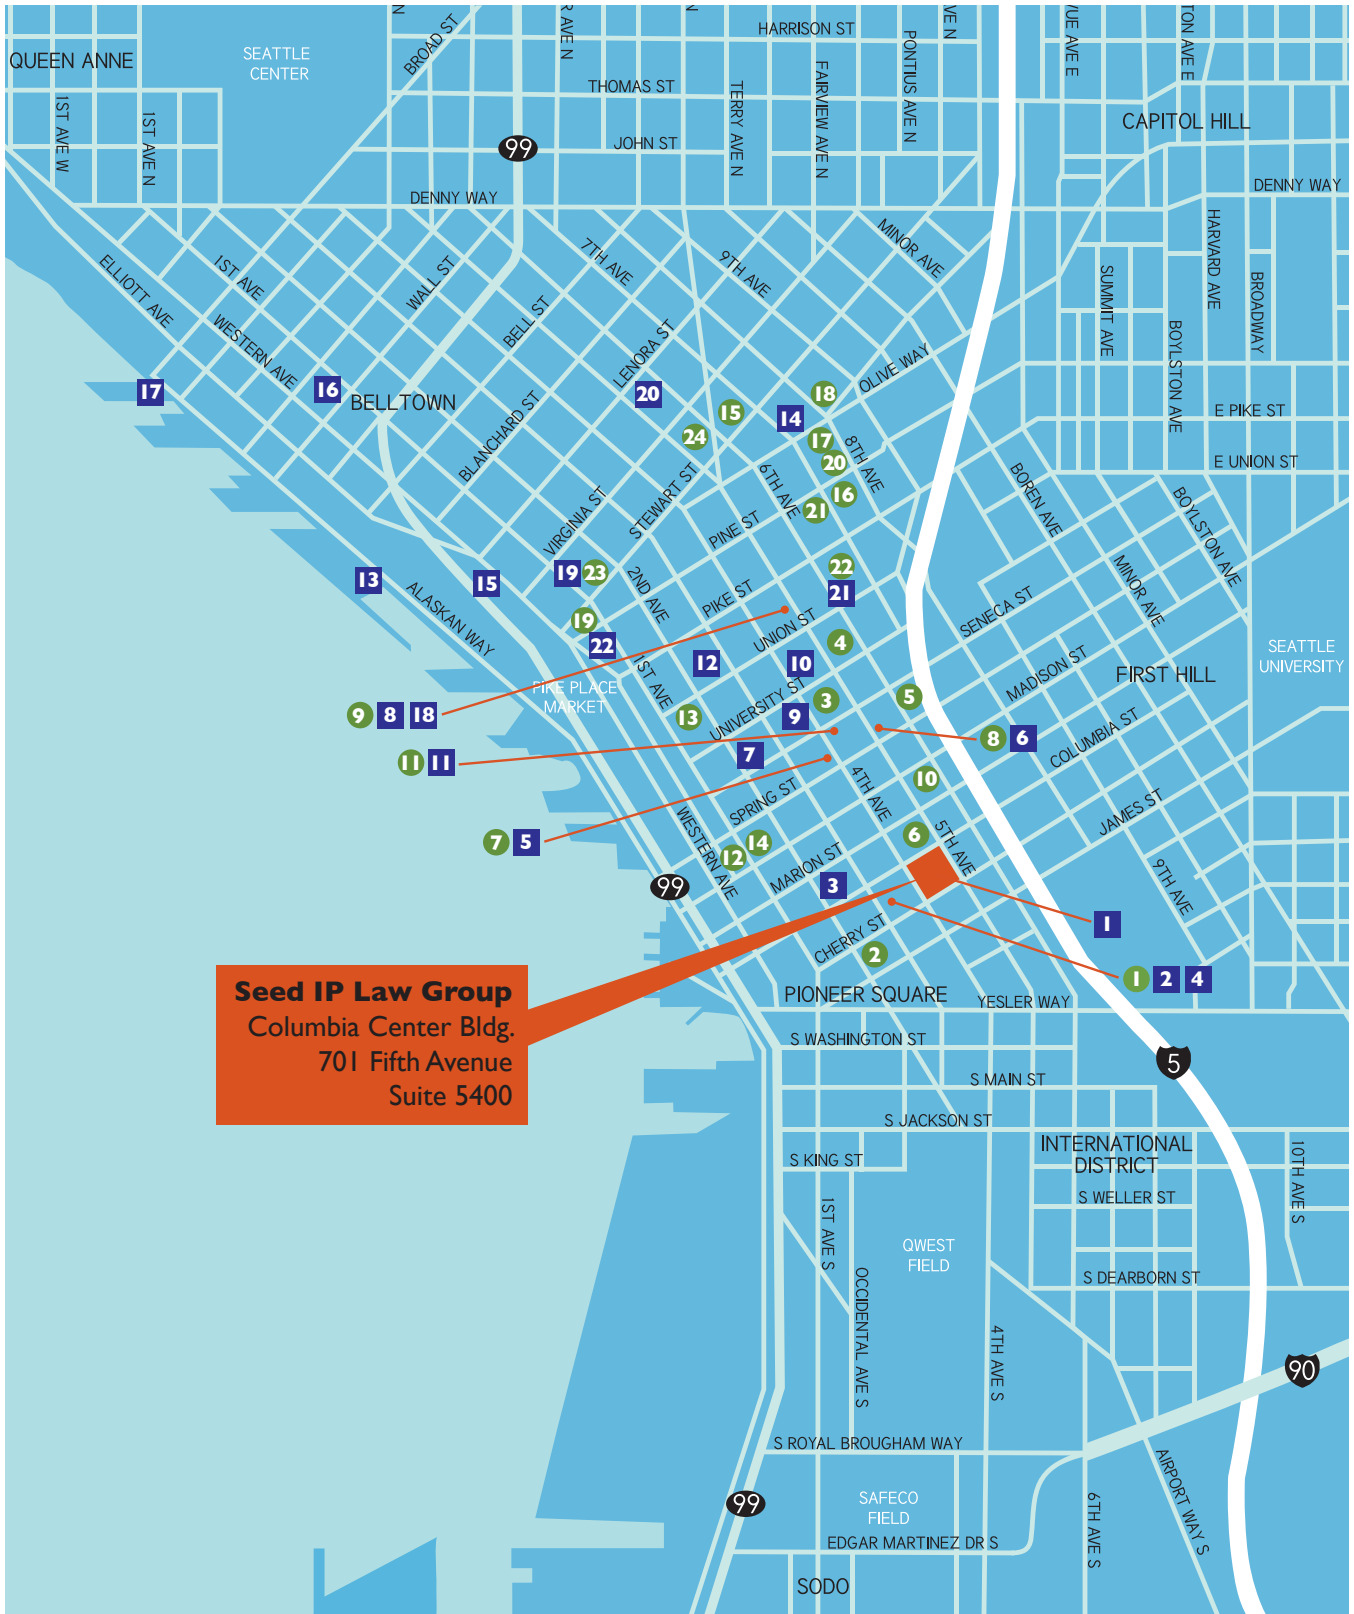 N
BROAD ST
R AVE N
N
HARRISON ST
VE N
VUE AVE E
TON AVE E
QUEEN ANNE
SEATTLE
CENTER
PONTIUS AVE N
FAIRVIEW AVE N
THOMAS ST
TERRY AVE N
1ST AVE W
1ST AVE N
CAPITOL HILL
99
JOHN ST
DENNY WAY
DENNY WAY
MINOR AVE
HARVARD AVE
7TH AVE
9TH AVE
1ST AVE
ELLIOTT AVE
WALL ST
SUMMIT AVE
BROADWAY
BELL ST
WESTERN AVE
LENORA ST
BOYLSTON AVE
OLIVE WAY
17
16
BELLTOWN
20
18
15
14
E PIKE ST
BLANCHARD ST
24
17
8TH AVE
20
E UNION ST
6TH AVE
16
21
BOREN AVE
BOYLSTON AVE
STEWART ST
VIRGINIA ST
PINE ST
13
15
19
23
2ND AVE
22
21
MINOR AVE
ALASKAN WAY
PIKE ST
SENECA ST
19
22
UNION ST
4
SEATTLE
UNIVERSITY
12
10
1ST AVE
MADISON ST
FIRST HILL
PIKE PLACE
MARKET
UNIVERSITY ST
5
3
9
8
18
13
9
8
6
COLUMBIA ST
11
11
7
4TH AVE
10
SPRING ST
JAMES ST
7
5
WESTERN AVE
12
14
6
5TH AVE
MARION ST
9TH AVE
99
3
1
CHERRY ST
2
1
2
4
PIONEER SQUARE
YESLER WAY
Seed IP Law Group
Columbia Center Bldg.
701 Fifth Avenue
Suite 5400
S WASHINGTON ST
5
S MAIN ST
S JACKSON ST
INTERNATIONAL
DISTRICT
S KING ST
10TH AVE S
S WELLER ST
1ST AVE S
QWEST
FIELD
S DEARBORN ST
OCCIDENTAL AVE S
4TH AVE S
90
S ROYAL BROUGHAM WAY
AIRPORT WAY S
SAFECO
FIELD
99
6TH AVE S
EDGAR MARTINEZ DR S
SODO